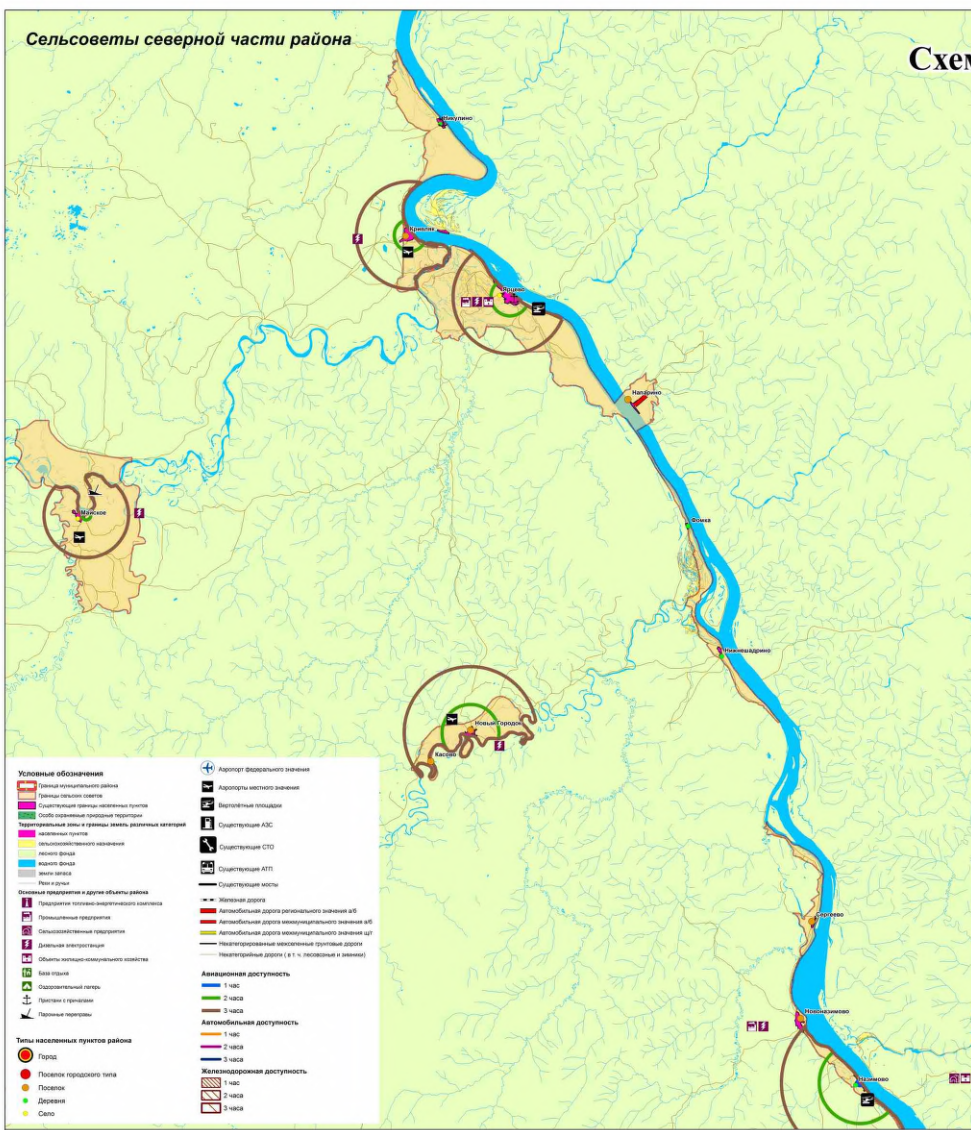 Сельсоветы северной части района
Схем
Никулино
Кривляк
Ярцево
Напарино
Майское
Фомка
Нижнешадрино
Новый Городок
Касово
Сергеево
Новоназимово
Назимово
Условные обозначения
Граница муниципального района
Границы сельских советов
Существующие границы населенных пунктов
Особо охраняемые природные территории
Территориальные зоны и границы земель различных категорий
населенных пунктов
сельскохозяйственного назначения
лесного фонда
водного фонда
земли запаса
Реки и ручьи
Основные предприятия и другие объекты района
Предприятия топливно-энергетического комплекса
Промышленные предприятия
Сельскохозяйственные предприятия
Дизельная электростанция
Объекты жилищно-коммунального хозяйства
База отдыха
Оздоровительный лагерь
Пристани с причалами
Паромные переправы
Типы населенных пунктов района
Город
Поселок городского типа
Поселок
Деревня
Село
Аэропорт федерального значения
Аэропорты местного значения
Вертолётные площадки
Существующие АЗС
Существующие СТО
Существующие АТП
Существующие мосты
Железная дорога
Автомобильная дорога регионального значения а/б
Автомобильная дорога межмуниципального значения а/б
Автомобильная дорога межмуниципального значения щ/г
Некатегорированные межселенные грунтовые дороги
Некатегорийные дороги ( в т. ч. лесовозные и зимники)
Авиационная доступность
1 час
2 часа
3 часа
Автомобильная доступность
1 час
2 часа
3 часа
Железнодорожная доступность
1 час
2 часа
3 часа